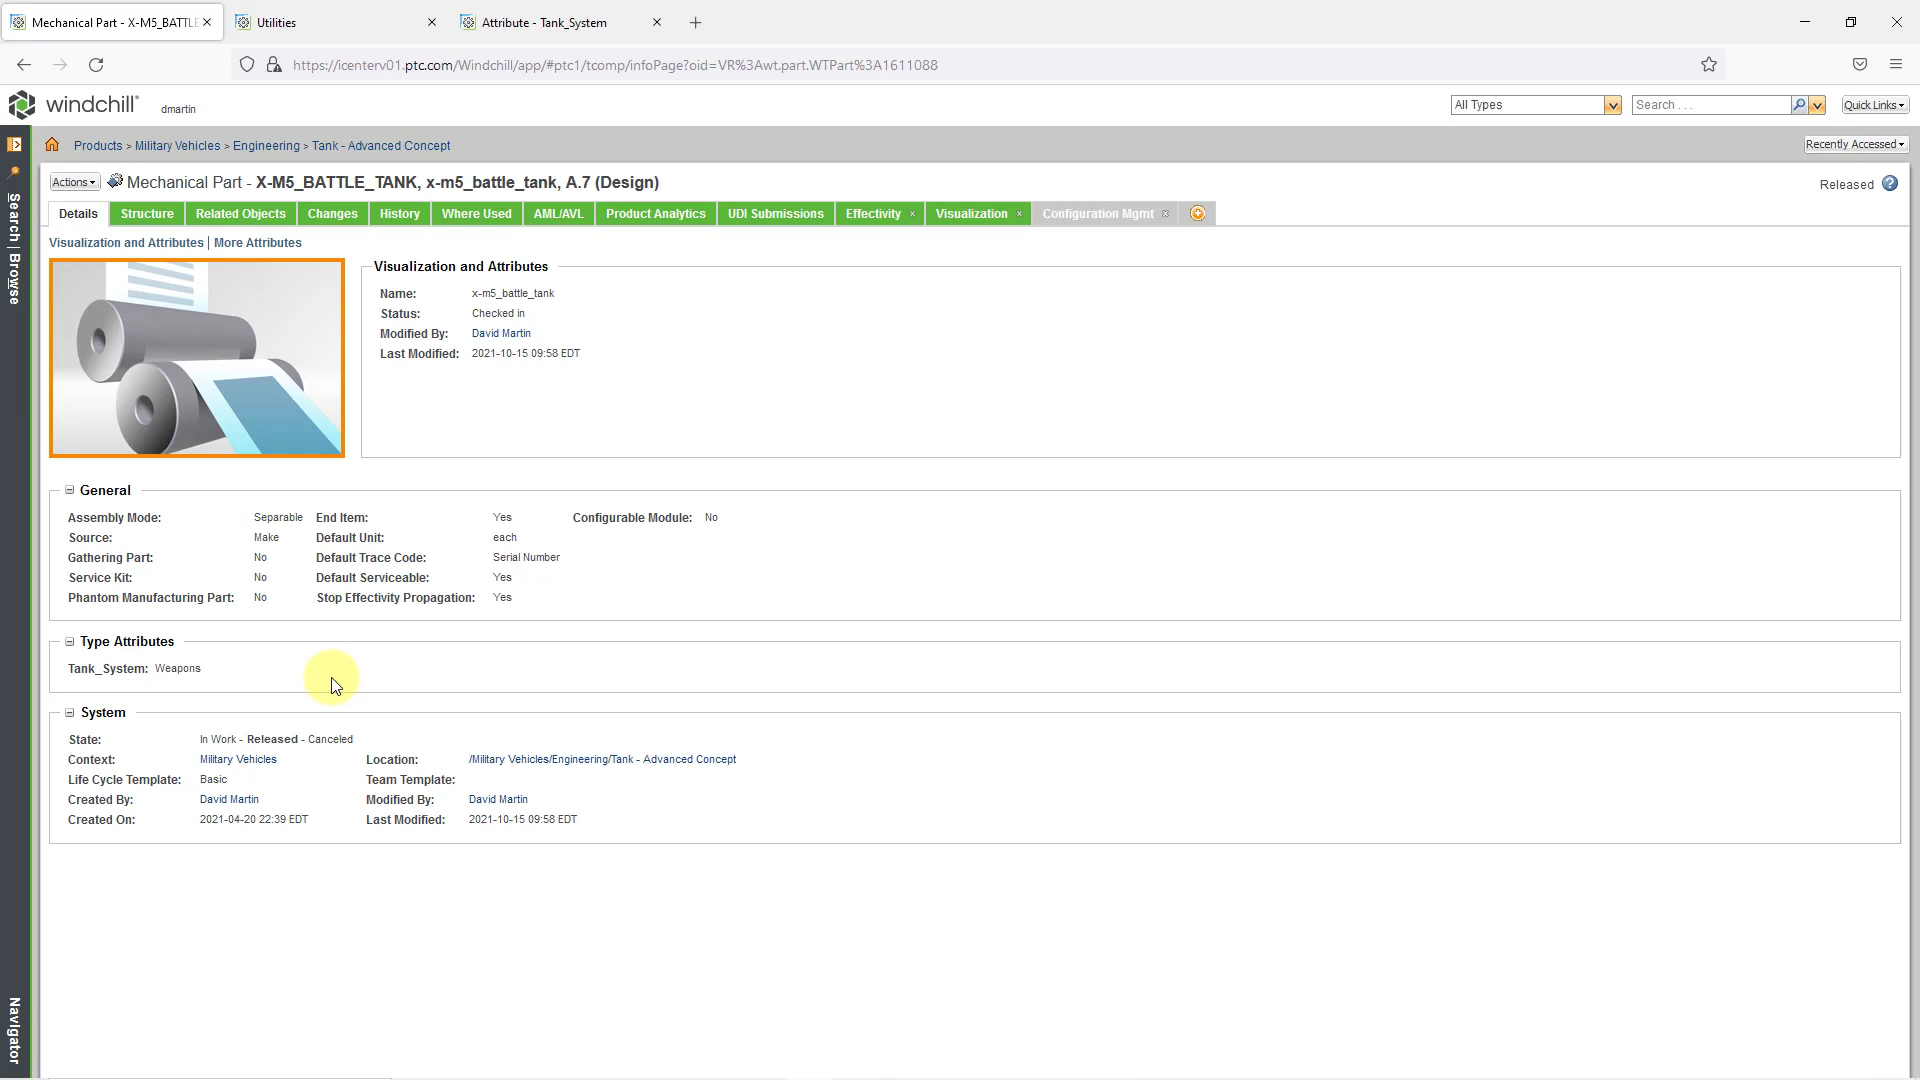 Mechanical Part - X-M5_BATTLE
Utilities
Attribute - Tank_System
https://icenterv01.ptc.com/Windchill/app/#ptc1/tcomp/infoPage?oid=VR%3Awt.part.WTPart%3A1611088
windchill
dmartin
All Types
Search . . .
Quick Links
Products > Military Vehicles > Engineering > Tank - Advanced Concept
Recently Accessed
Actions
Mechanical Part - X-M5_BATTLE_TANK, x-m5_battle_tank, A.7 (Design)
Released
Details
Structure
Related Objects
Changes
History
Where Used
AML/AVL
Product Analytics
UDI Submissions
Effectivity
Visualization
Configuration Mgmt
Search | Browse
Visualization and Attributes | More Attributes
Visualization and Attributes
Name: x-m5_battle_tank
Status: Checked in
Modified By: David Martin
Last Modified: 2021-10-15 09:58 EDT
General
Assembly Mode: Separable End Item: Yes Configurable Module: No
Source: Make Default Unit: each
Gathering Part: No Default Trace Code: Serial Number
Service Kit: No Default Serviceable: Yes
Phantom Manufacturing Part: No Stop Effectivity Propagation: Yes
Type Attributes
Tank_System: Weapons
System
State: In Work - Released - Canceled
Context: Military Vehicles Location: /Military Vehicles/Engineering/Tank - Advanced Concept
Life Cycle Template: Basic Team Template:
Created By: David Martin Modified By: David Martin
Created On: 2021-04-20 22:39 EDT Last Modified: 2021-10-15 09:58 EDT
Navigator